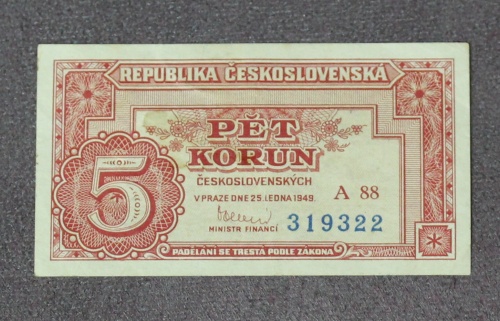 REPUBLIKA ČESKOSLOVENSKÁ
PĚT
KORUN
ČESKOSLOVENSKÝCH
5
A 88
V PRAZE DNE 25. LEDNA 1949.
MINISTR FINANCÍ
319322
PADĚLÁNÍ SE TRESTÁ PODLE ZÁKONA